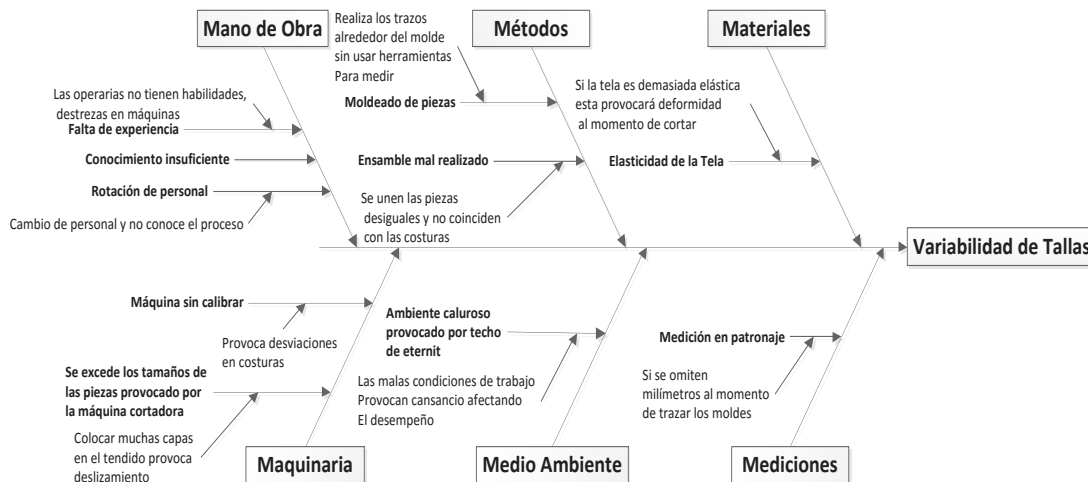 Mano de Obra
Las operarias no tienen habilidades,
destrezas en máquinas
Falta de experiencia
Conocimiento insuficiente
Rotación de personal
Cambio de personal y no conoce el proceso
Métodos
Realiza los trazos
alrededor del molde
sin usar herramientas
Para medir
Moldeado de piezas
Ensamble mal realizado
Se unen las piezas
desiguales y no coinciden
con las costuras
Materiales
Si la tela es demasiada elástica
esta provocará deformidad
al momento de cortar
Elasticidad de la Tela
Variabilidad de Tallas
Máquina sin calibrar
Provoca desviaciones
en costuras
Se excede los tamaños de
las piezas provocado por
la máquina cortadora
Colocar muchas capas
en el tendido provoca
deslizamiento
Maquinaria
Ambiente caluroso
provocado por techo
de eternit
Las malas condiciones de trabajo
Provocan cansancio afectando
El desempeño
Medio Ambiente
Medición en patronaje
Si se omiten
milímetros al momento
de trazar los moldes
Mediciones